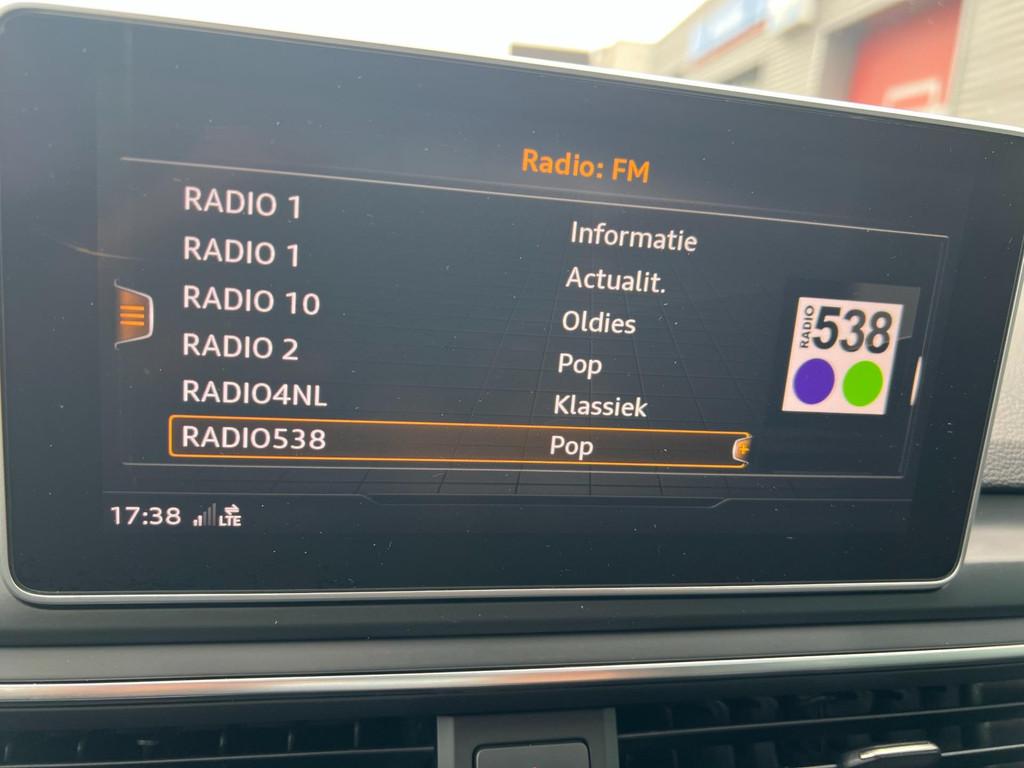 Radio: FM
RADIO 1 Informatie
RADIO 1 Actualit.
RADIO 10 Oldies
RADIO 2 Pop
RADIO4NL Klassiek
RADIO538 Pop
RADIO 538
17:38 LTE